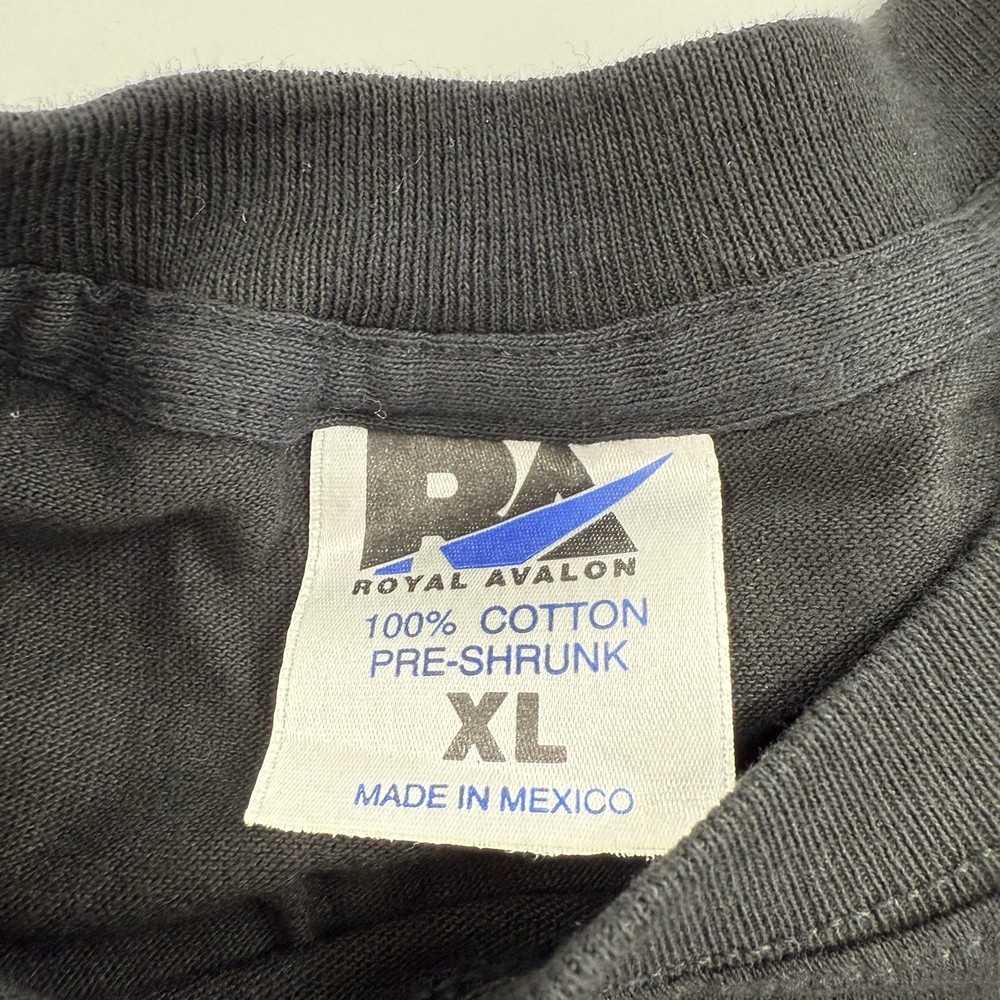 RA
ROYAL AVALON
100% COTTON
PRE-SHRUNK
XL
MADE IN MEXICO